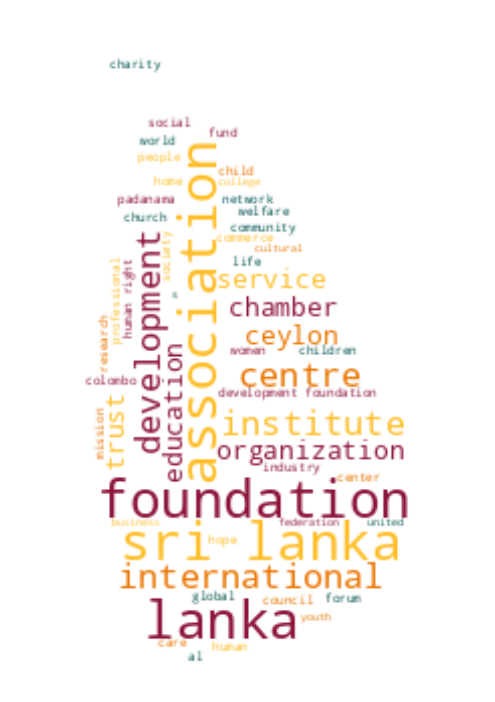 charity
social
fund
world
people
association
child
home
college
padanama
network
church
welfare
community
development
society
commerce
cultural
professional
human right
life
service
s
chamber
research
ceylon
education
women
children
centre
colombo
development foundation
trust
mission
institute
organization
industry
center
foundation
business
federation
united
sri lanka
hope
international
global
council
forum
lanka
youth
care
human
al